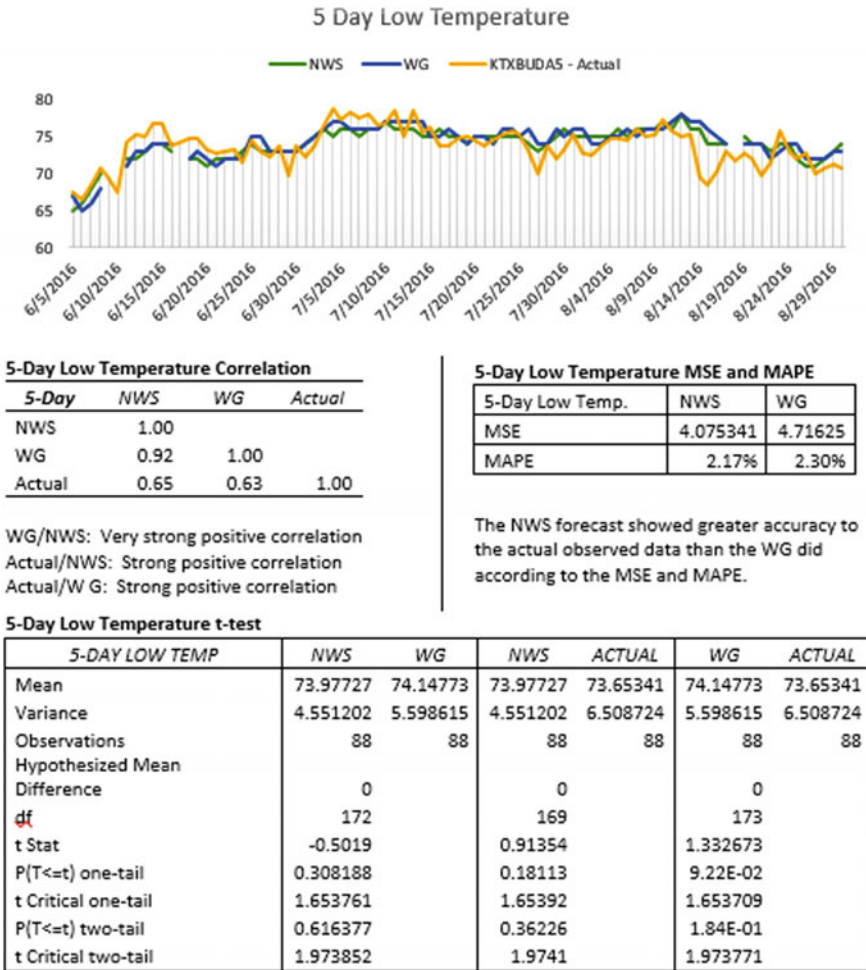 5 Day Low Temperature
NWS WG KTXBUDA5 - Actual
80
75
70
65
60
6/5/2016 6/10/2016 6/15/2016 6/20/2016 6/25/2016 6/30/2016 7/5/2016 7/10/2016 7/15/2016 7/20/2016 7/25/2016 7/30/2016 8/4/2016 8/9/2016 8/14/2016 8/19/2016 8/24/2016 8/29/2016
5-Day Low Temperature Correlation
5-Day NWS WG Actual
NWS 1.00
WG 0.92 1.00
Actual 0.65 0.63 1.00
WG/NWS: Very strong positive correlation
Actual/NWS: Strong positive correlation
Actual/W G: Strong positive correlation
5-Day Low Temperature MSE and MAPE
5-Day Low Temp. NWS WG
MSE 4.075341 4.71625
MAPE 2.17% 2.30%
The NWS forecast showed greater accuracy to
the actual observed data than the WG did
according to the MSE and MAPE.
5-Day Low Temperature t-test
5-DAY LOW TEMP NWS WG NWS ACTUAL WG ACTUAL
Mean 73.97727 74.14773 73.97727 73.65341 74.14773 73.65341
Variance 4.551202 5.598615 4.551202 6.508724 5.598615 6.508724
Observations 88 88 88 88 88 88
Hypothesized Mean
Difference 0 0 0
df 172 169 173
t Stat -0.5019 0.91354 1.332673
P(T<=t) one-tail 0.308188 0.18113 9.22E-02
t Critical one-tail 1.653761 1.65392 1.653709
P(T<=t) two-tail 0.616377 0.36226 1.84E-01
t Critical two-tail 1.973852 1.9741 1.973771